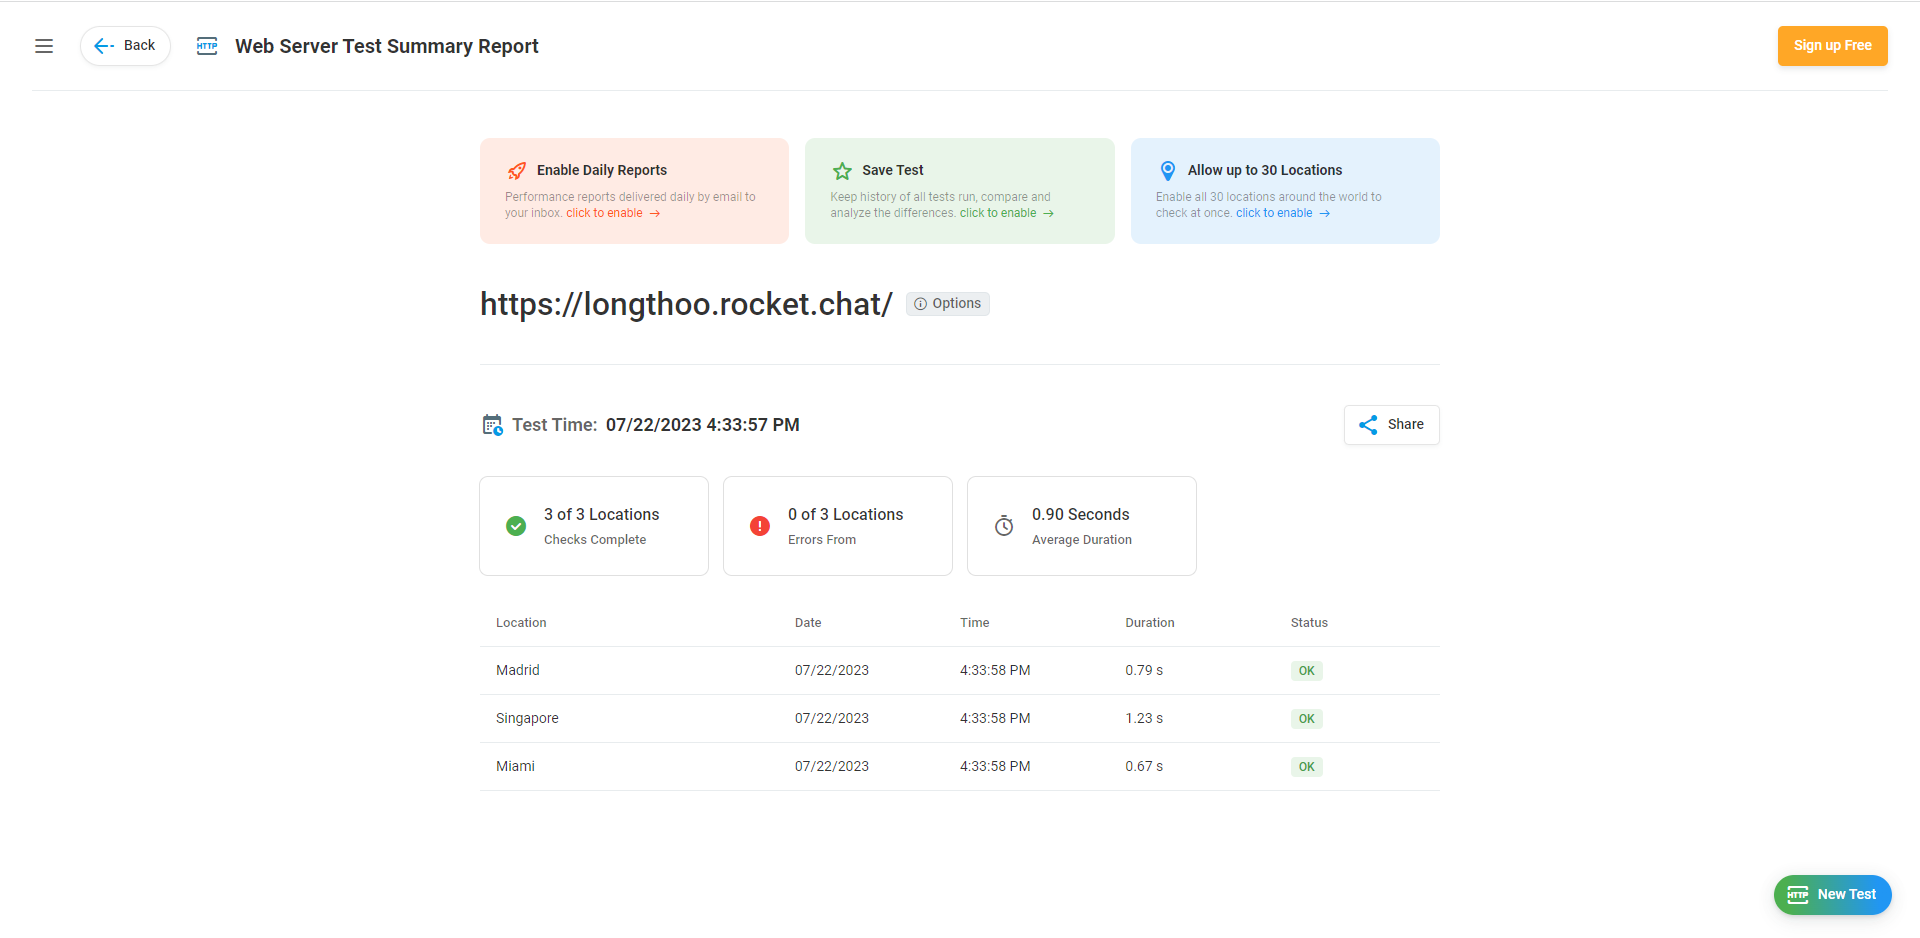 Back
HTTP
Web Server Test Summary Report
Sign up Free
Enable Daily Reports
Performance reports delivered daily by email to
your inbox. click to enable →
Save Test
Keep history of all tests run, compare and
analyze the differences. click to enable →
Allow up to 30 Locations
Enable all 30 locations around the world to
check at once. click to enable →
https://longthoo.rocket.chat/
Options
Test Time: 07/22/2023 4:33:57 PM
Share
3 of 3 Locations
Checks Complete
0 of 3 Locations
Errors From
0.90 Seconds
Average Duration
Location Date Time Duration Status
Madrid 07/22/2023 4:33:58 PM 0.79 s OK
Singapore 07/22/2023 4:33:58 PM 1.23 s OK
Miami 07/22/2023 4:33:58 PM 0.67 s OK
HTTP New Test